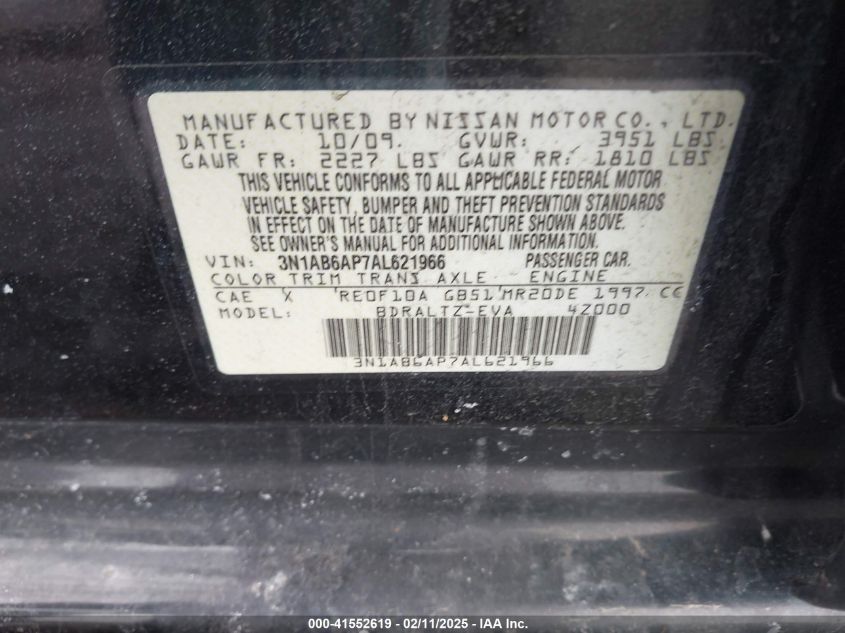 MANUFACTURED BY NISSAN MOTOR CO., LTD.
DATE: 10/09. GVWR: 3951 LBS
GAWR FR: 2227 LBS GAWR RR: 1810 LBS
THIS VEHICLE CONFORMS TO ALL APPLICABLE FEDERAL MOTOR
VEHICLE SAFETY, BUMPER AND THEFT PREVENTION STANDARDS
IN EFFECT ON THE DATE OF MANUFACTURE SHOWN ABOVE.
SEE OWNER'S MANUAL FOR ADDITIONAL INFORMATION.
VIN: 3N1AB6AP7AL621966 PASSENGER CAR.
COLOR TRIM TRANS AXLE ENGINE
CAE X RE0F10A GB51 MR20DE 1997 CC
MODEL: BDRALTZ-EVA 4Z000
3N1AB6AP7AL621966
000-41552619 - 02/11/2025 - IAA Inc.